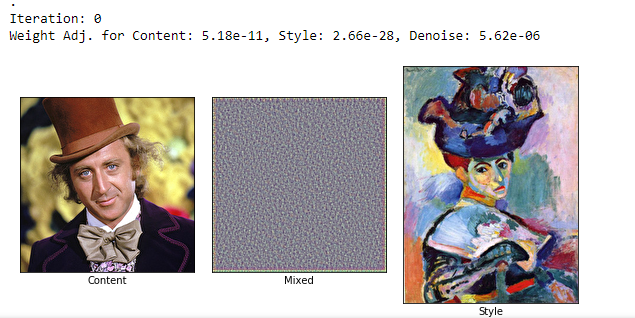 .
Iteration: 0
Weight Adj. for Content: 5.18e-11, Style: 2.66e-28, Denoise: 5.62e-06
Content
Mixed
Style